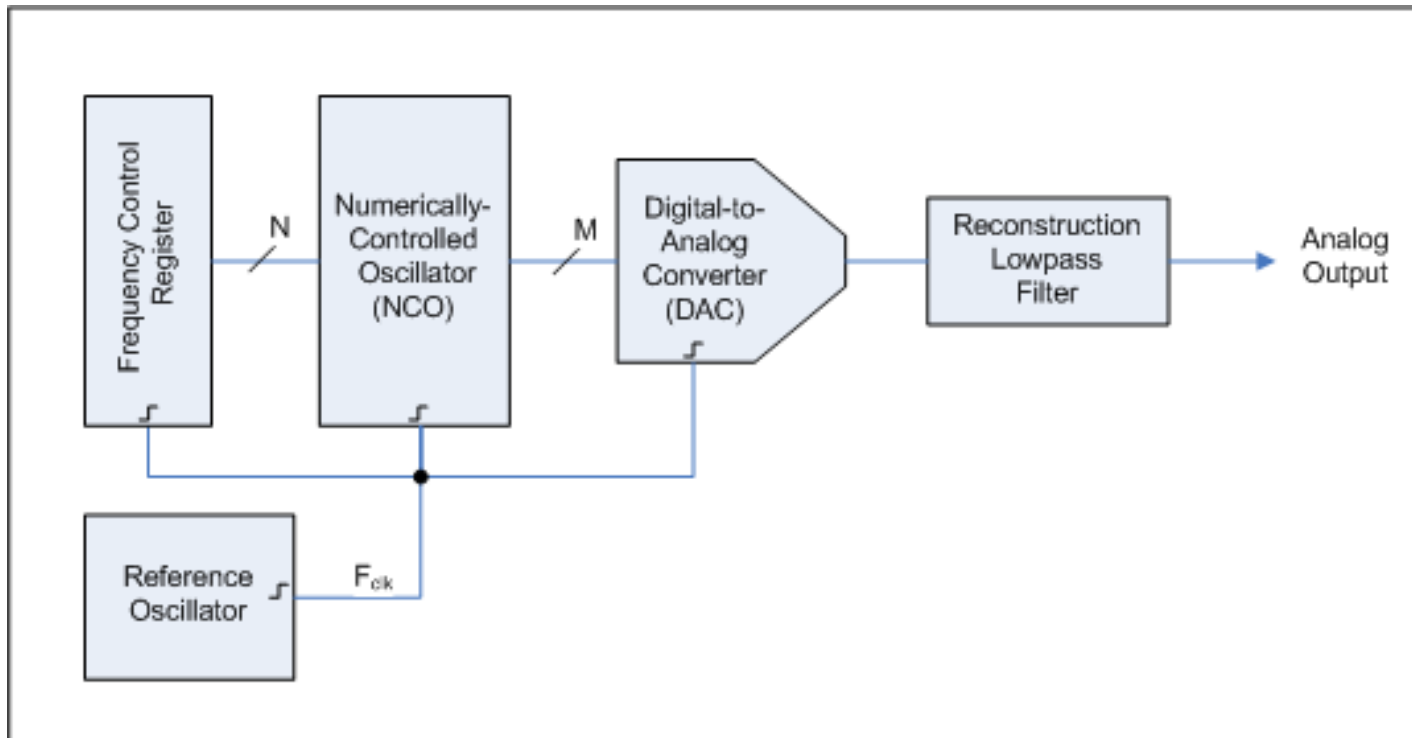 Frequency Control
Register
N
Numerically-
Controlled
Oscillator
(NCO)
M
Digital-to-
Analog
Converter
(DAC)
Reconstruction
Lowpass
Filter
Analog
Output
Reference
Oscillator
Fclk